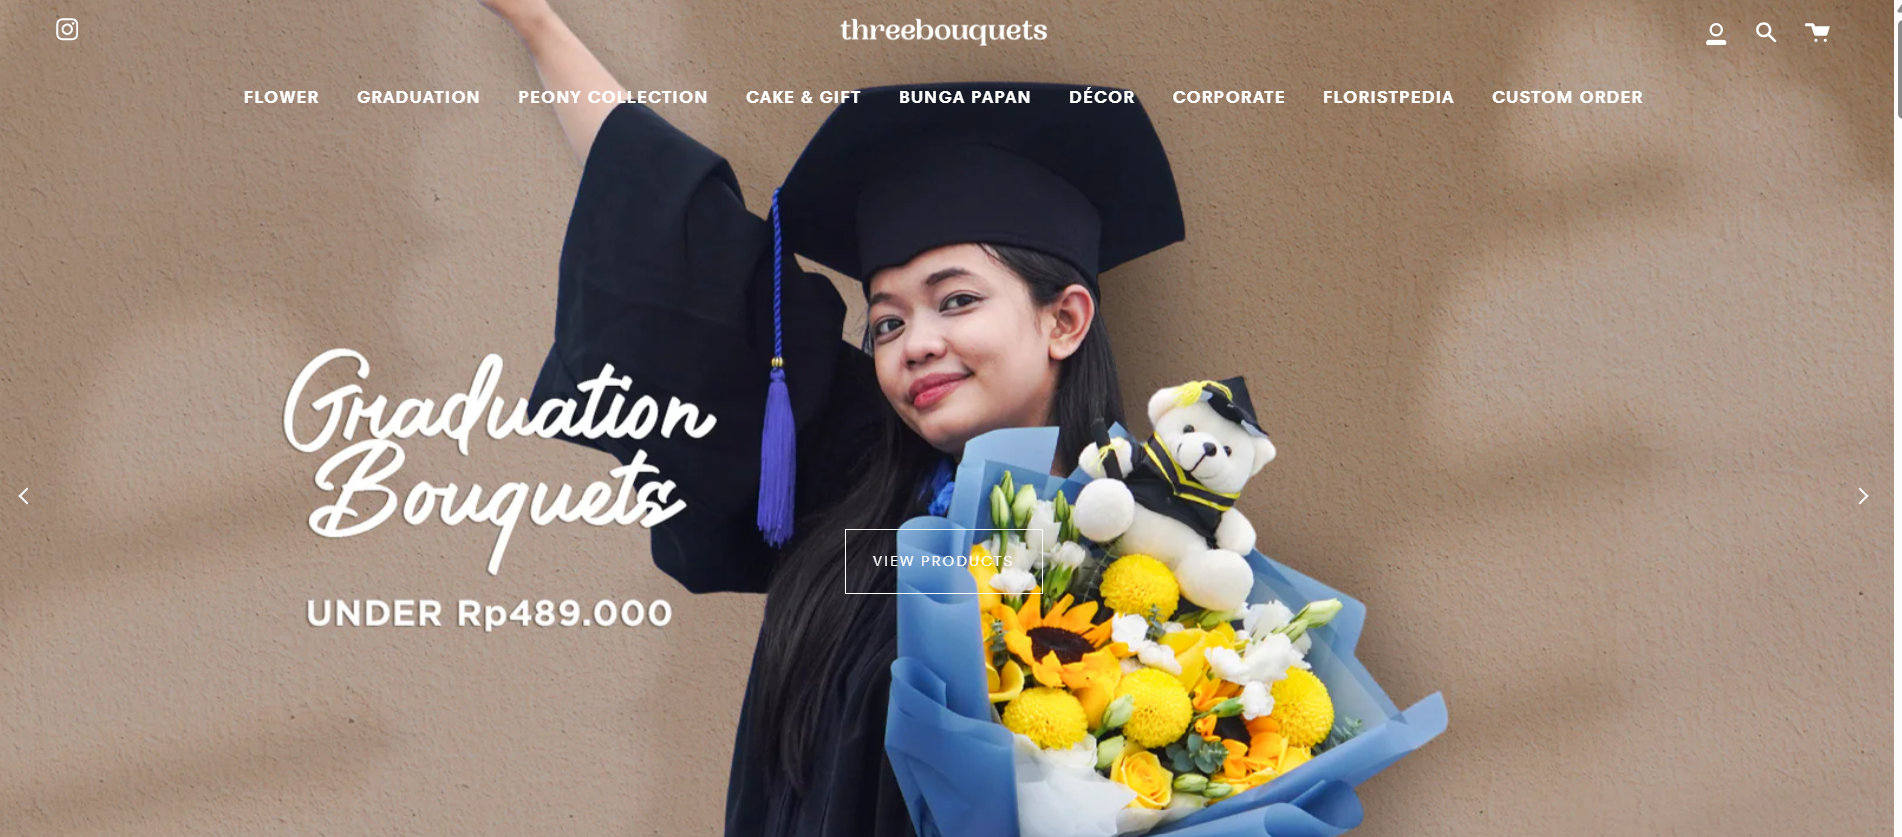 threebouquets
FLOWER GRADUATION PEONY COLLECTION CAKE & GIFT BUNGA PAPAN DÉCOR CORPORATE FLORISTPEDIA CUSTOM ORDER
Graduation
Bouquets
VIEW PRODUCTS
UNDER Rp489.000